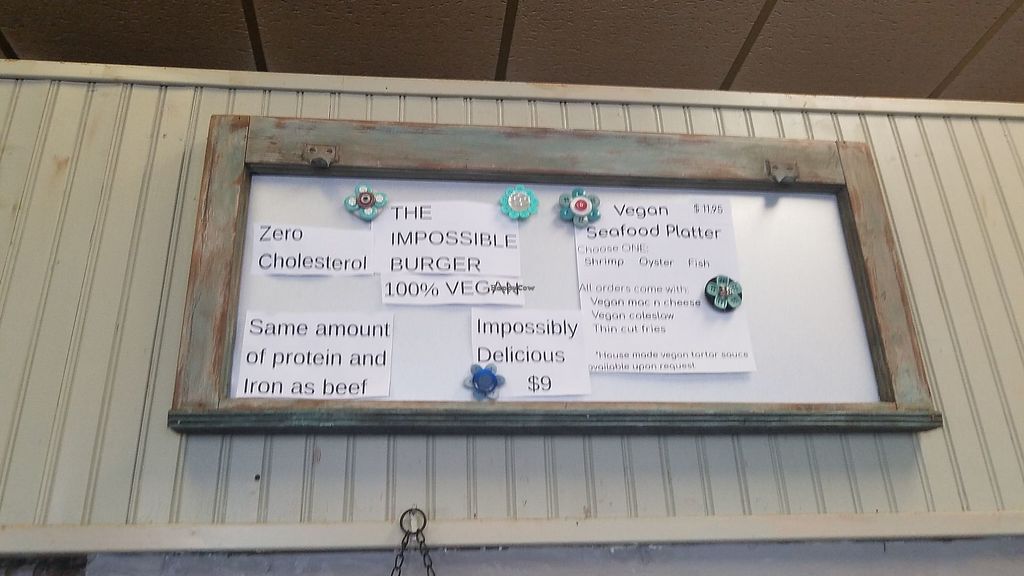 Zero
Cholesterol
THE
IMPOSSIBLE
BURGER
100% VEGAN
HappyCow
Same amount
of protein and
Iron as beef
Impossibly
Delicious
$9
Vegan $ 11.95
Seafood Platter
Choose ONE:
Shrimp Oyster Fish
All orders come with:
Vegan mac n cheese
Vegan coleslaw
Thin cut fries
*House made vegan tartar sauce
available upon request